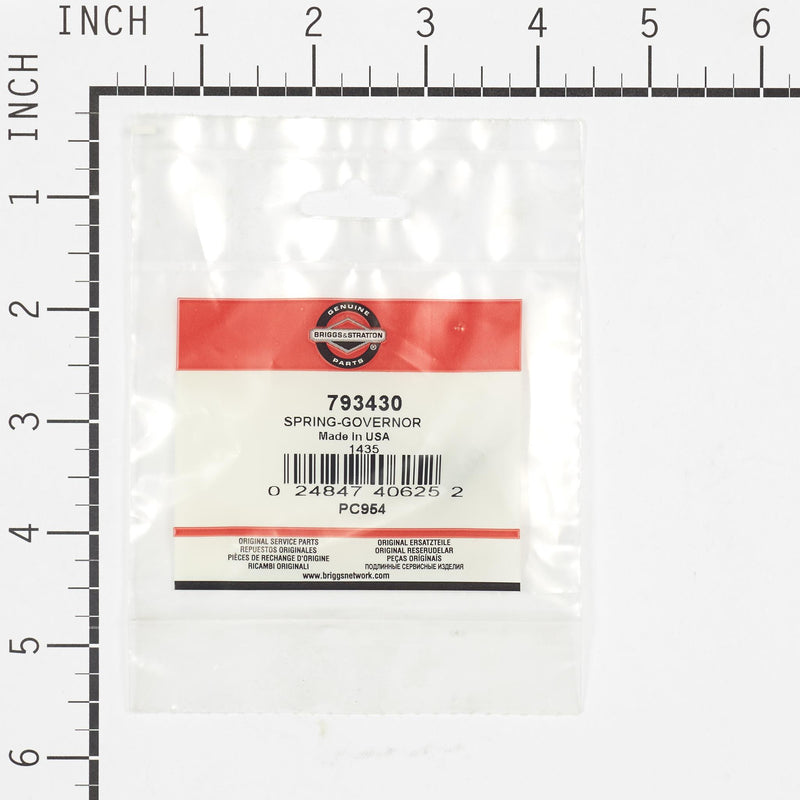 INCH 1 2 3 4 5 6
INCH
1
2
3
4
5
6
GENUINE
BRIGGS & STRATTON
®
PARTS
793430
SPRING-GOVERNOR
Made in USA
1435
0 24847 40625 2
PC954
ORIGINAL SERVICE PARTS ORIGINAL ERSATZTEILE
REPUESTOS ORIGINALES ORIGINAL RESERUDELAR
PIÈCES DE RECHANGE D'ORIGINE PEÇAS ORIGÍNAIS
RICAMBI ORIGINALI ПОДЛИННЫЕ СЕРВИСНЫЕ ИЗДЕЛИЯ
www.briggsnetwork.com